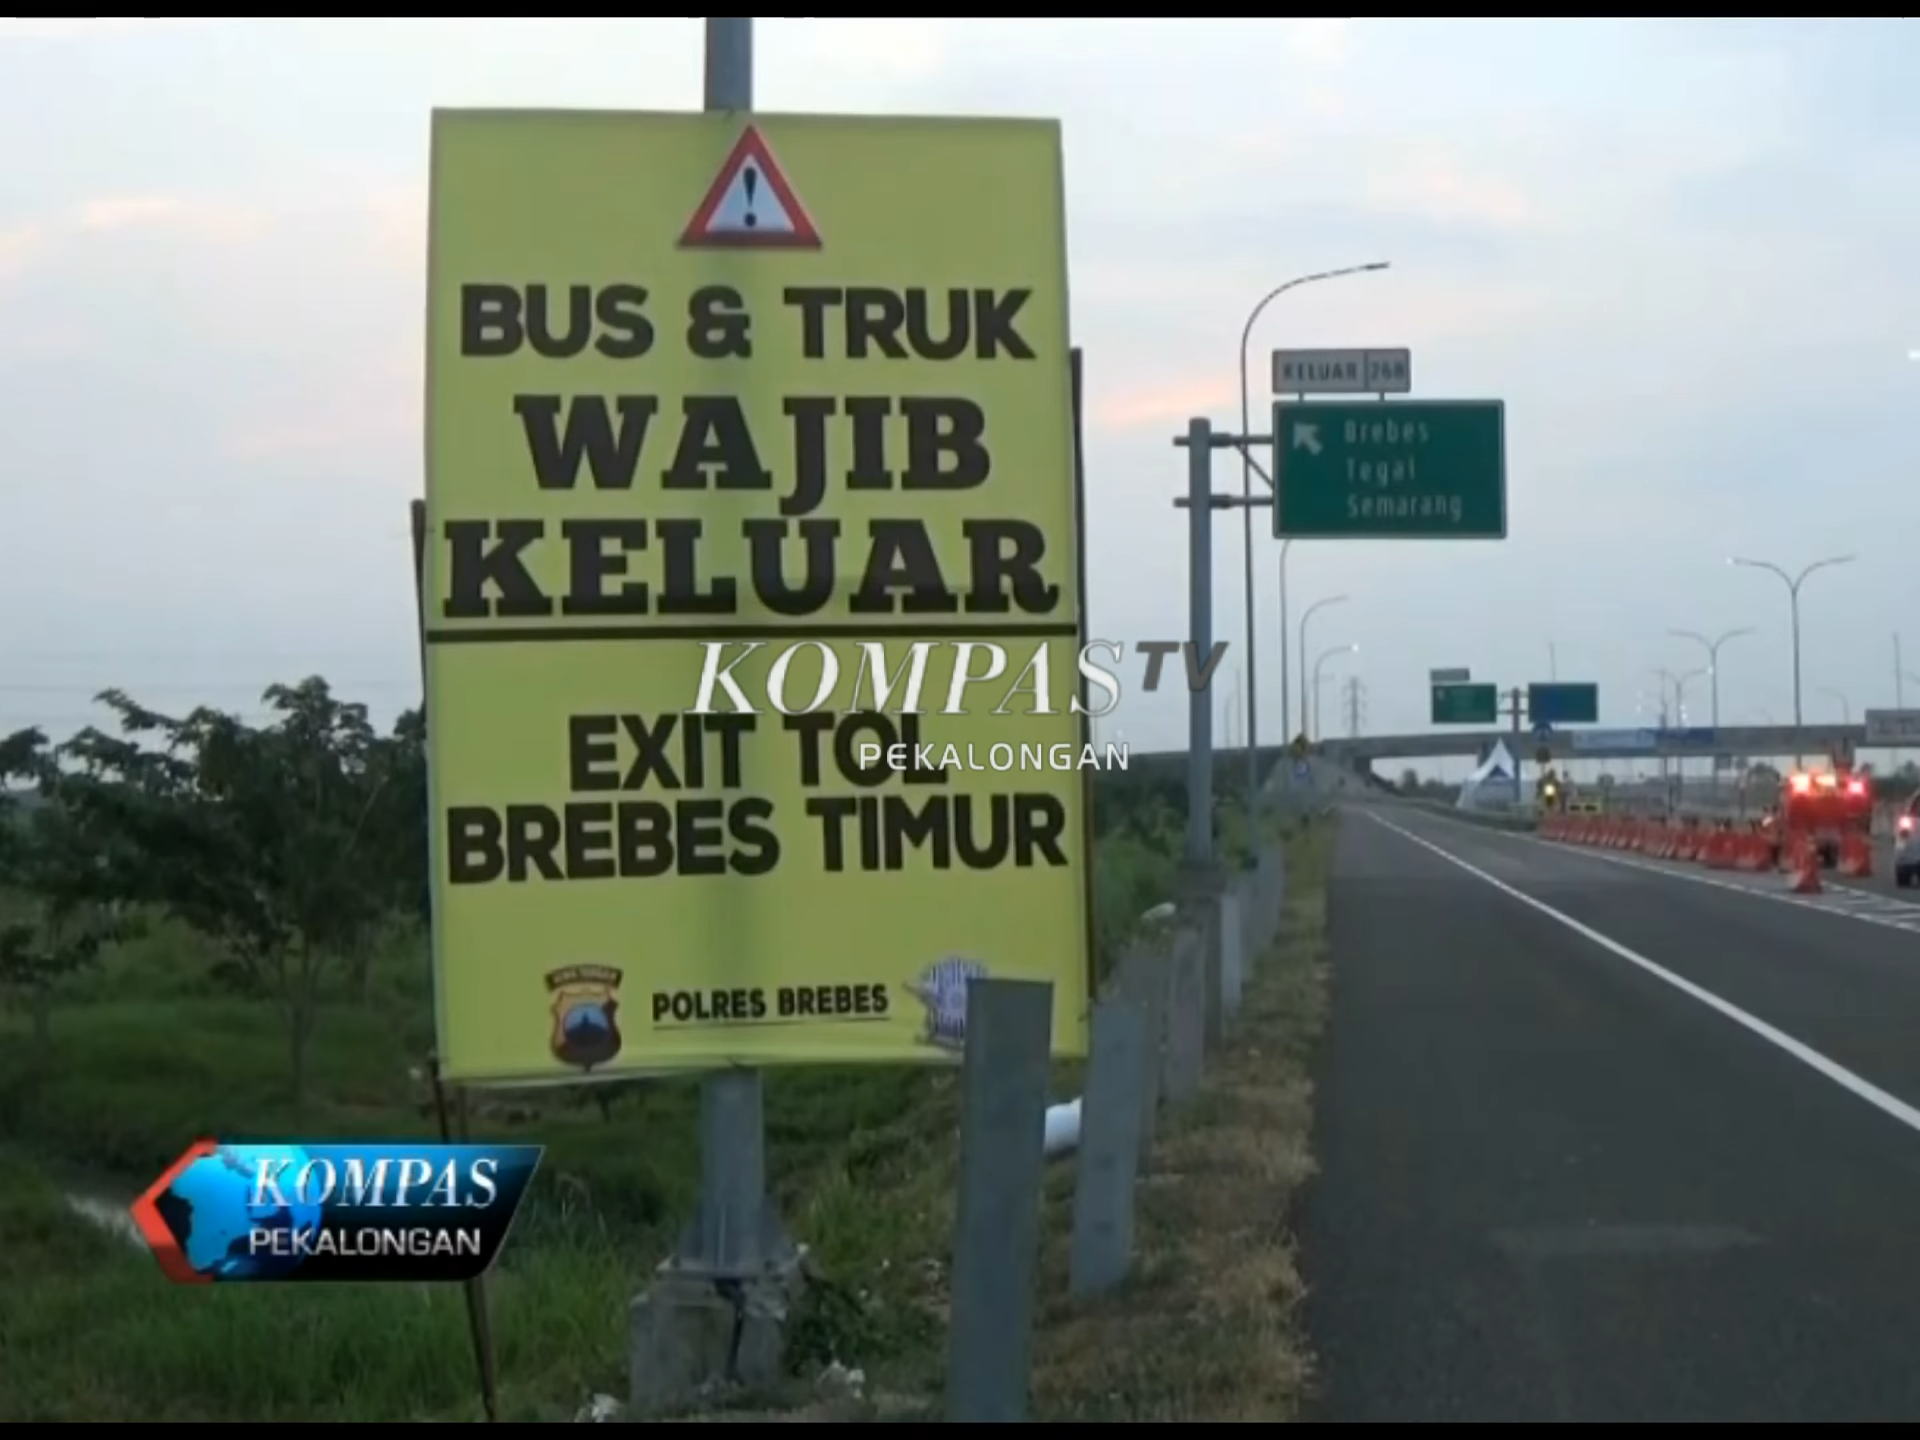 BUS & TRUK
WAJIB
KELUAR
EXIT TOL
BREBES TIMUR
POLRES BREBES
KELUAR 268
Brebes
Tegal
Semarang
KOMPAS TV
PEKALONGAN
KOMPAS
PEKALONGAN